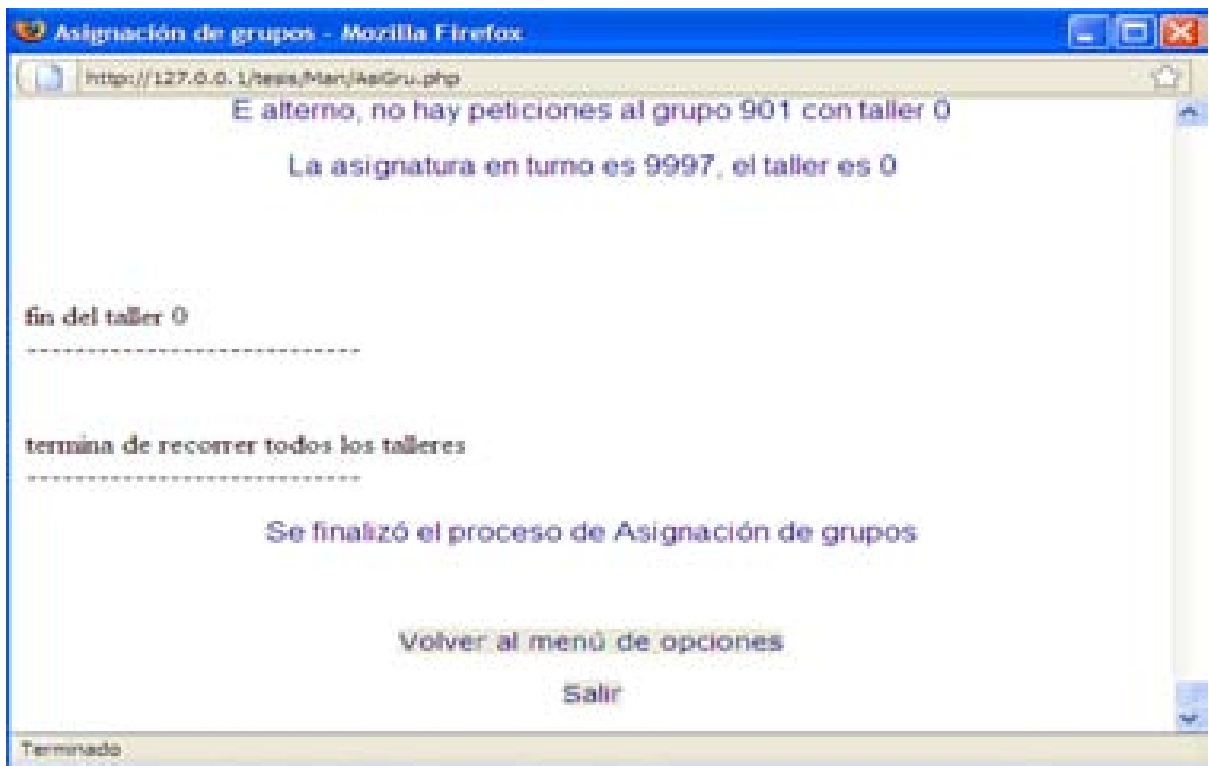 Asignación de grupos - Mozilla Firefox
http://127.0.0.1/tesis/Man/AsiGru.php
E alterno, no hay peticiones al grupo 901 con taller 0
La asignatura en turno es 9997, el taller es 0
fin del taller 0
----------------------------
termina de recorrer todos los talleres
----------------------------
Se finalizó el proceso de Asignación de grupos
Volver al menú de opciones
Salir
Terminado